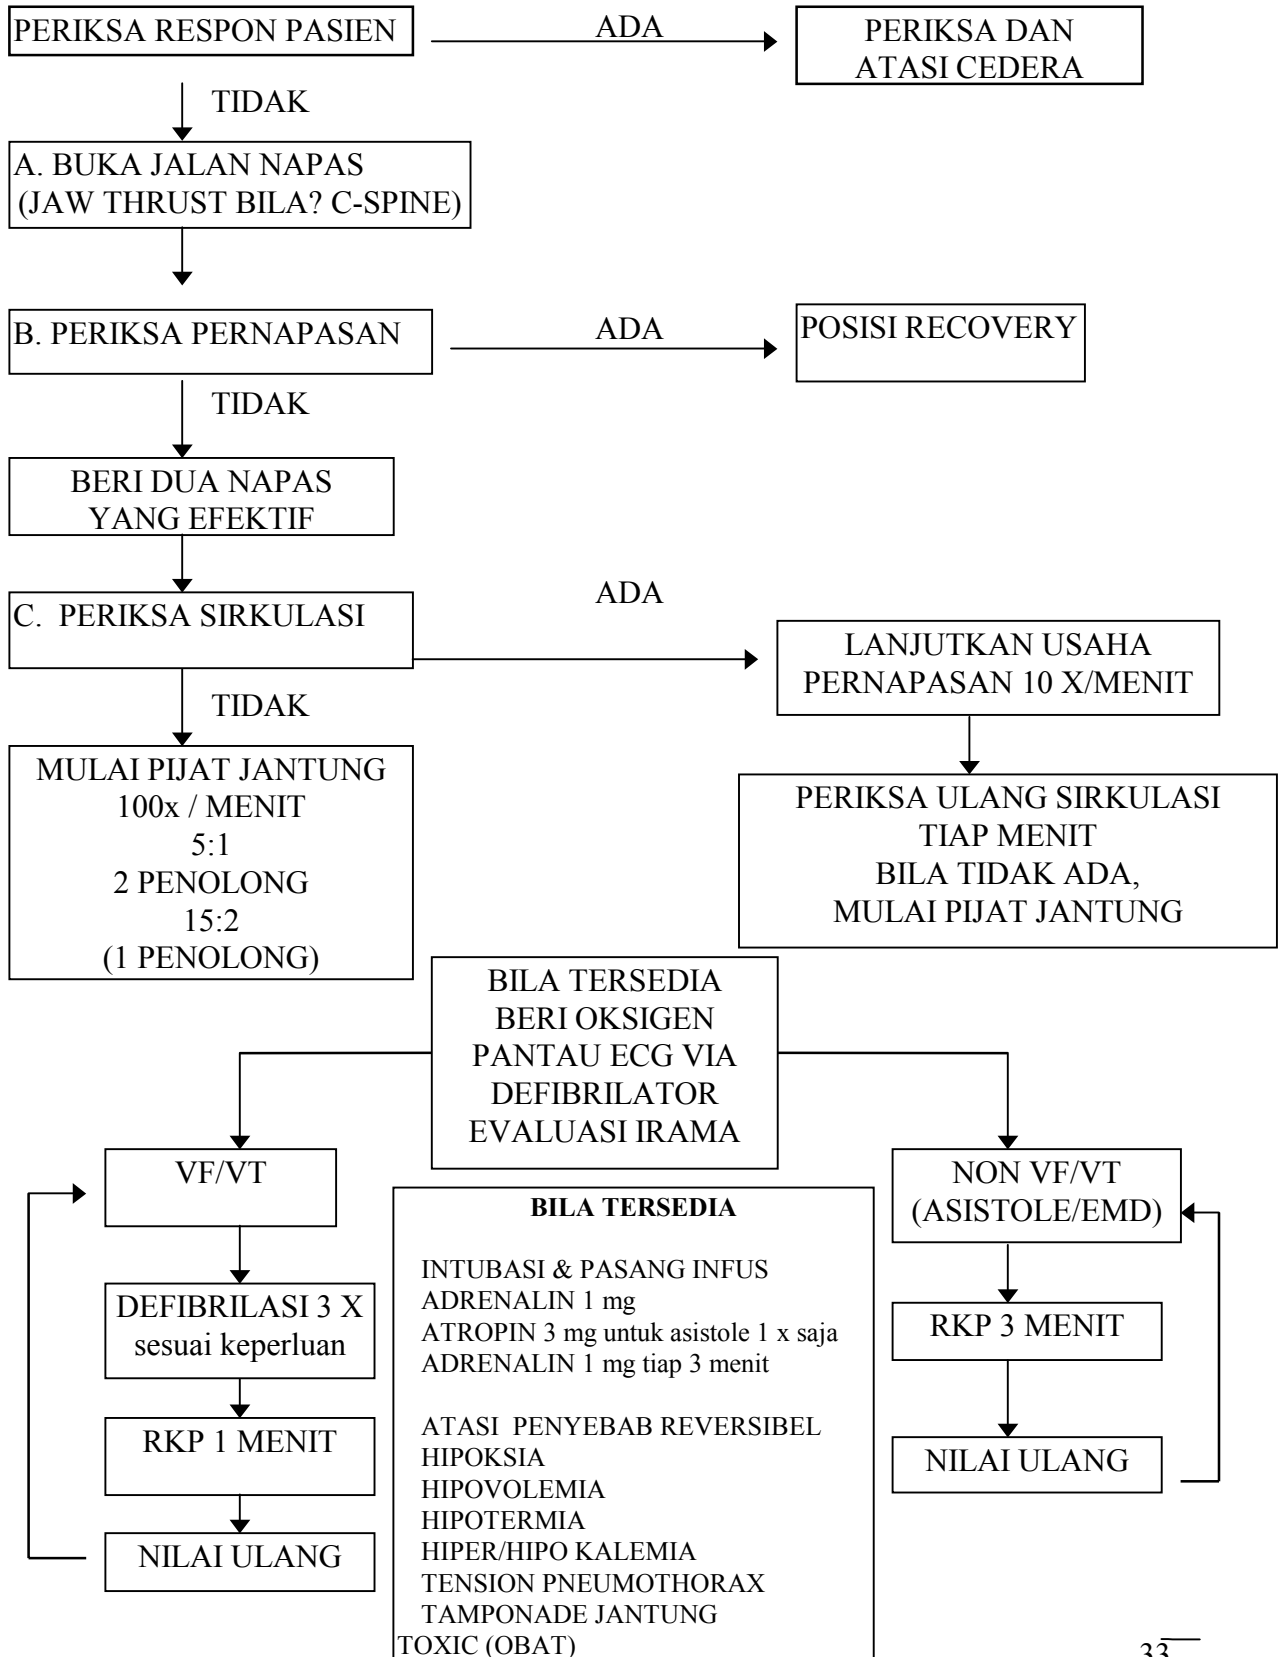 PERIKSA RESPON PASIEN
ADA
PERIKSA DAN
ATASI CEDERA
TIDAK
A. BUKA JALAN NAPAS
(JAW THRUST BILA? C-SPINE)
B. PERIKSA PERNAPASAN
ADA
POSISI RECOVERY
TIDAK
BERI DUA NAPAS
YANG EFEKTIF
C. PERIKSA SIRKULASI
ADA
LANJUTKAN USAHA
PERNAPASAN 10 X/MENIT
TIDAK
MULAI PIJAT JANTUNG
100x / MENIT
5:1
2 PENOLONG
15:2
(1 PENOLONG)
PERIKSA ULANG SIRKULASI
TIAP MENIT
BILA TIDAK ADA,
MULAI PIJAT JANTUNG
BILA TERSEDIA
BERI OKSIGEN
PANTAU ECG VIA
DEFIBRILATOR
EVALUASI IRAMA
VF/VT
DEFIBRILASI 3 X
sesuai keperluan
RKP 1 MENIT
NILAI ULANG
BILA TERSEDIA
INTUBASI & PASANG INFUS
ADRENALIN 1 mg
ATROPIN 3 mg untuk asistole 1 x saja
ADRENALIN 1 mg tiap 3 menit
ATASI PENYEBAB REVERSIBEL
HIPOKSIA
HIPOVOLEMIA
HIPOTERMIA
HIPER/HIPO KALEMIA
TENSION PNEUMOTHORAX
TAMPONADE JANTUNG
TOXIC (OBAT)
NON VF/VT
(ASISTOLE/EMD)
RKP 3 MENIT
NILAI ULANG
33